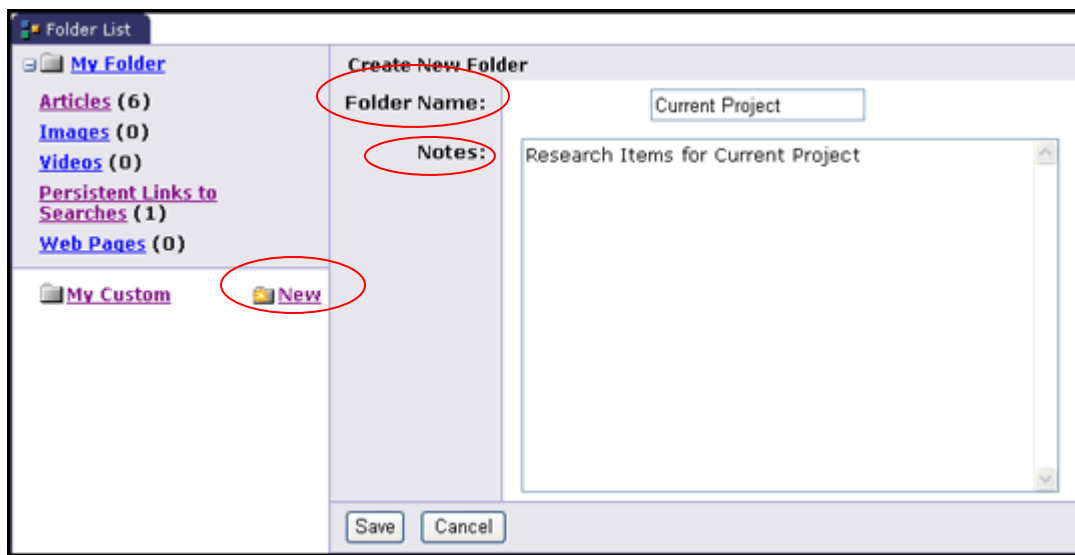 Folder List
My Folder
Articles (6)
Images (0)
Videos (0)
Persistent Links to
Searches (1)
Web Pages (0)
My Custom
New
Create New Folder
Folder Name:
Current Project
Notes:
Research Items for Current Project
Save
Cancel